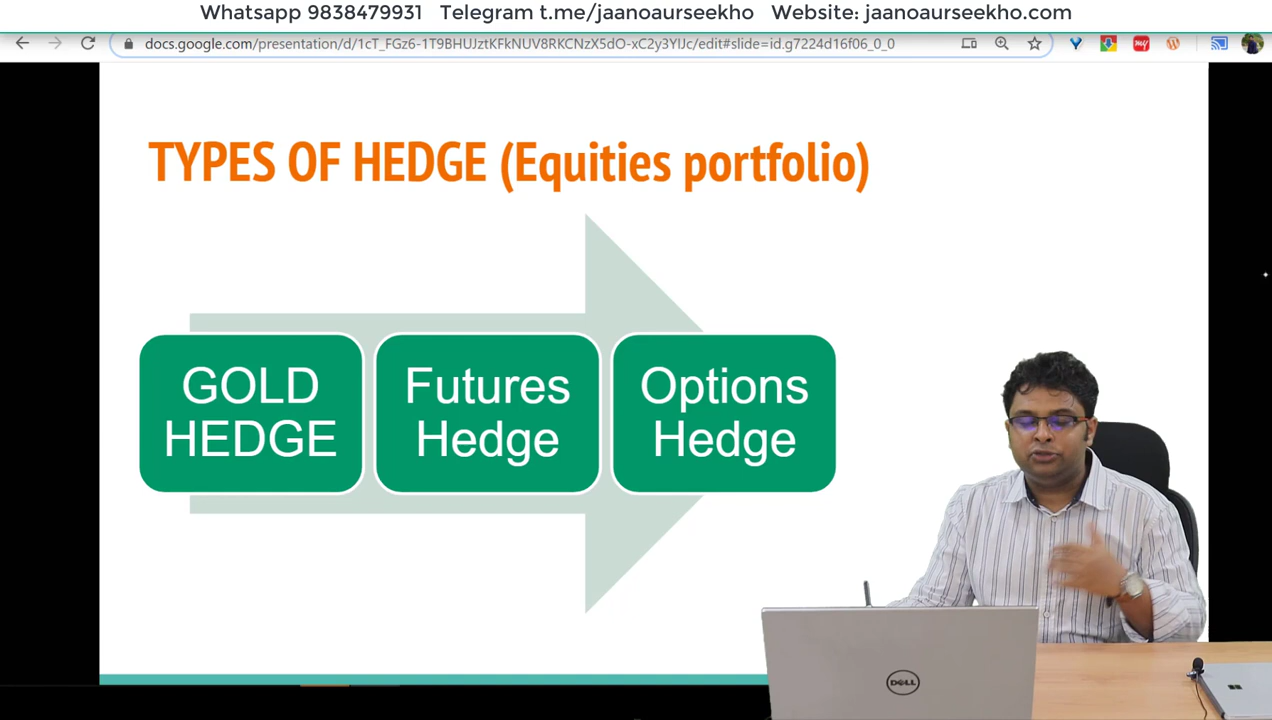 Whatsapp 9838479931 Telegram t.me/jaanoaurseekho Website: jaanoaurseekho.com
docs.google.com/presentation/d/1cT_FGz6-1T9BHUJztKFkNUV8RKCNzX5dO-xC2y3YlJc/edit#slide=id.g7224d16f06_0_0
my
TYPES OF HEDGE (Equities portfolio)
GOLD
HEDGE
Futures
Hedge
Options
Hedge
DELL